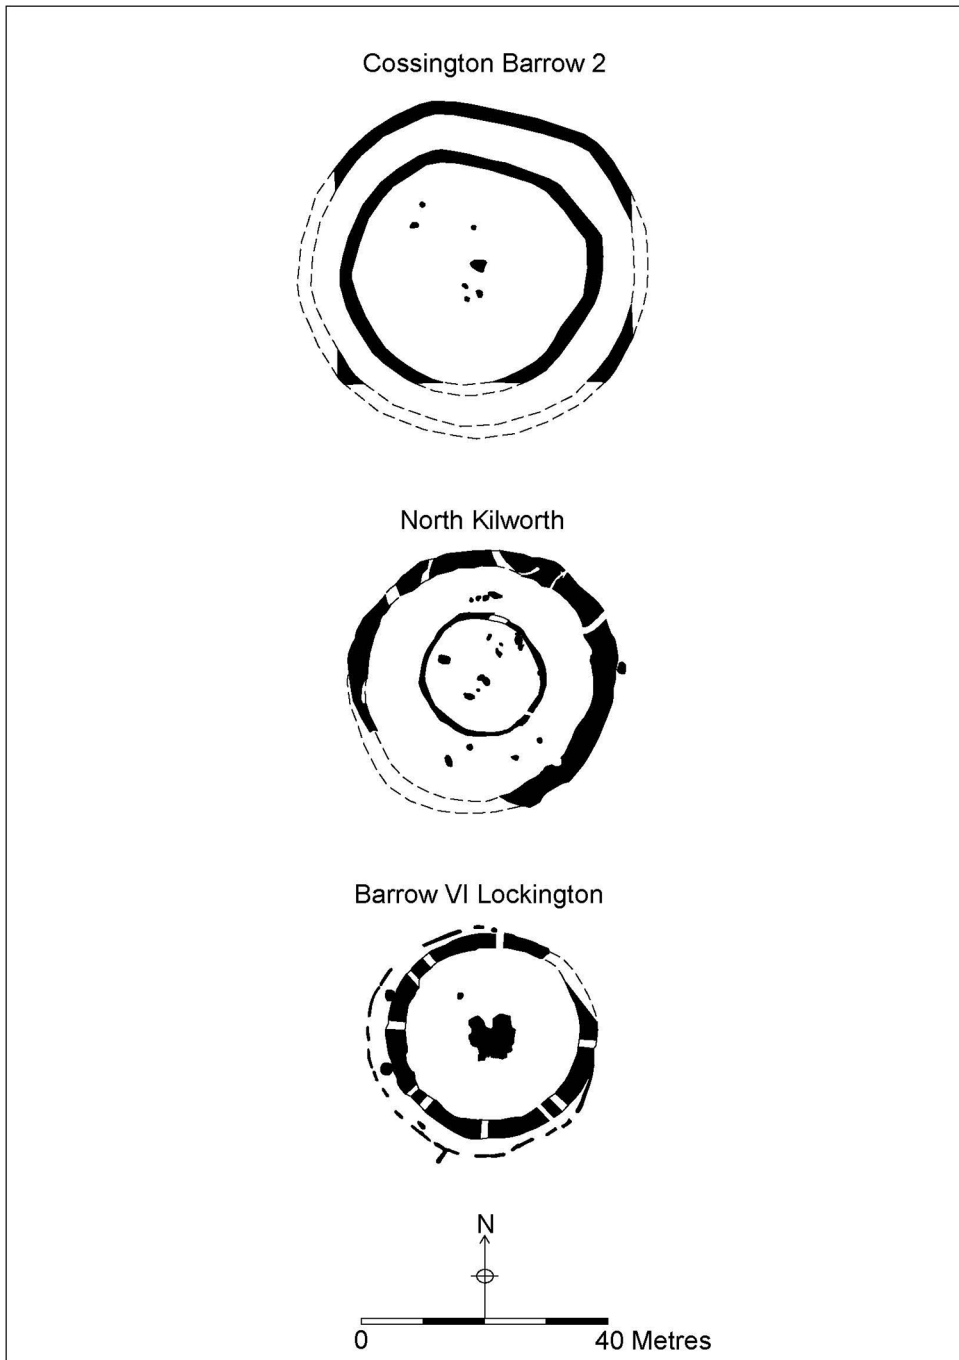 Cossington Barrow 2
North Kilworth
Barrow VI Lockington
N
0 40 Metres